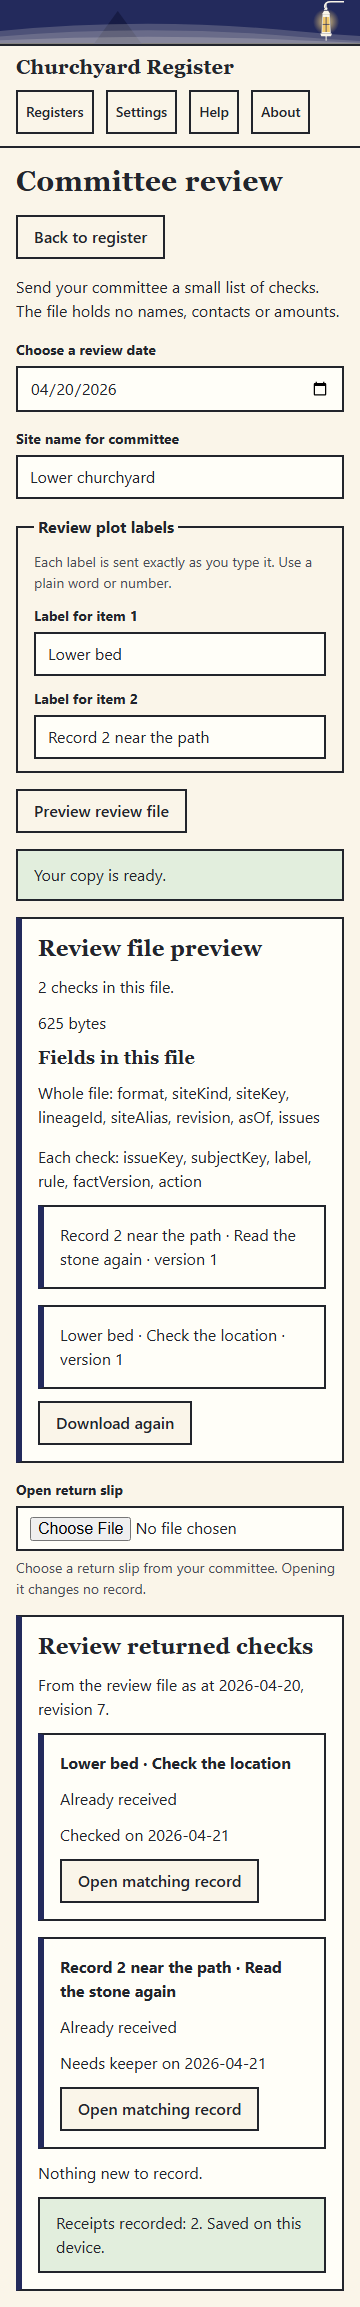 Churchyard Register
Registers
Settings
Help
About
Committee review
Back to register
Send your committee a small list of checks.
The file holds no names, contacts or amounts.
Choose a review date
04/20/2026
Site name for committee
Lower churchyard
Review plot labels
Each label is sent exactly as you type it. Use a
plain word or number.
Label for item 1
Lower bed
Label for item 2
Record 2 near the path
Preview review file
Your copy is ready.
Review file preview
2 checks in this file.
625 bytes
Fields in this file
Whole file: format, siteKind, siteKey,
lineageId, siteAlias, revision, asOf, issues
Each check: issueKey, subjectKey, label,
rule, factVersion, action
Record 2 near the path · Read the
stone again · version 1
Lower bed · Check the location ·
version 1
Download again
Open return slip
Choose File No file chosen
Choose a return slip from your committee. Opening
it changes no record.
Review returned checks
From the review file as at 2026-04-20,
revision 7.
Lower bed · Check the location
Already received
Checked on 2026-04-21
Open matching record
Record 2 near the path · Read
the stone again
Already received
Needs keeper on 2026-04-21
Open matching record
Nothing new to record.
Receipts recorded: 2. Saved on this
device.